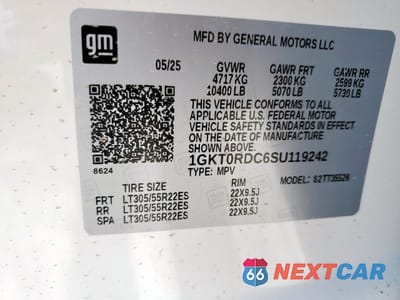 gm
MFD BY GENERAL MOTORS LLC
05/25 GVWR GAWR FRT GAWR RR
4717 KG 2300 KG 2599 KG
10400 LB 5070 LB 5730 LB
THIS VEHICLE CONFORMS TO ALL
APPLICABLE U.S. FEDERAL MOTOR
VEHICLE SAFETY STANDARDS IN
EFFECT ON THE DATE OF
MANUFACTURE SHOWN ABOVE.
1GKT0RDC6SU119242
8624 TYPE: MPV
TIRE SIZE RIM MODEL:
FRT LT305/55R22ES 22X9.5J
RR LT305/55R22ES 22X9.5J
SPA LT305/55R22ES 22X9.5J
66 NEXTCAR